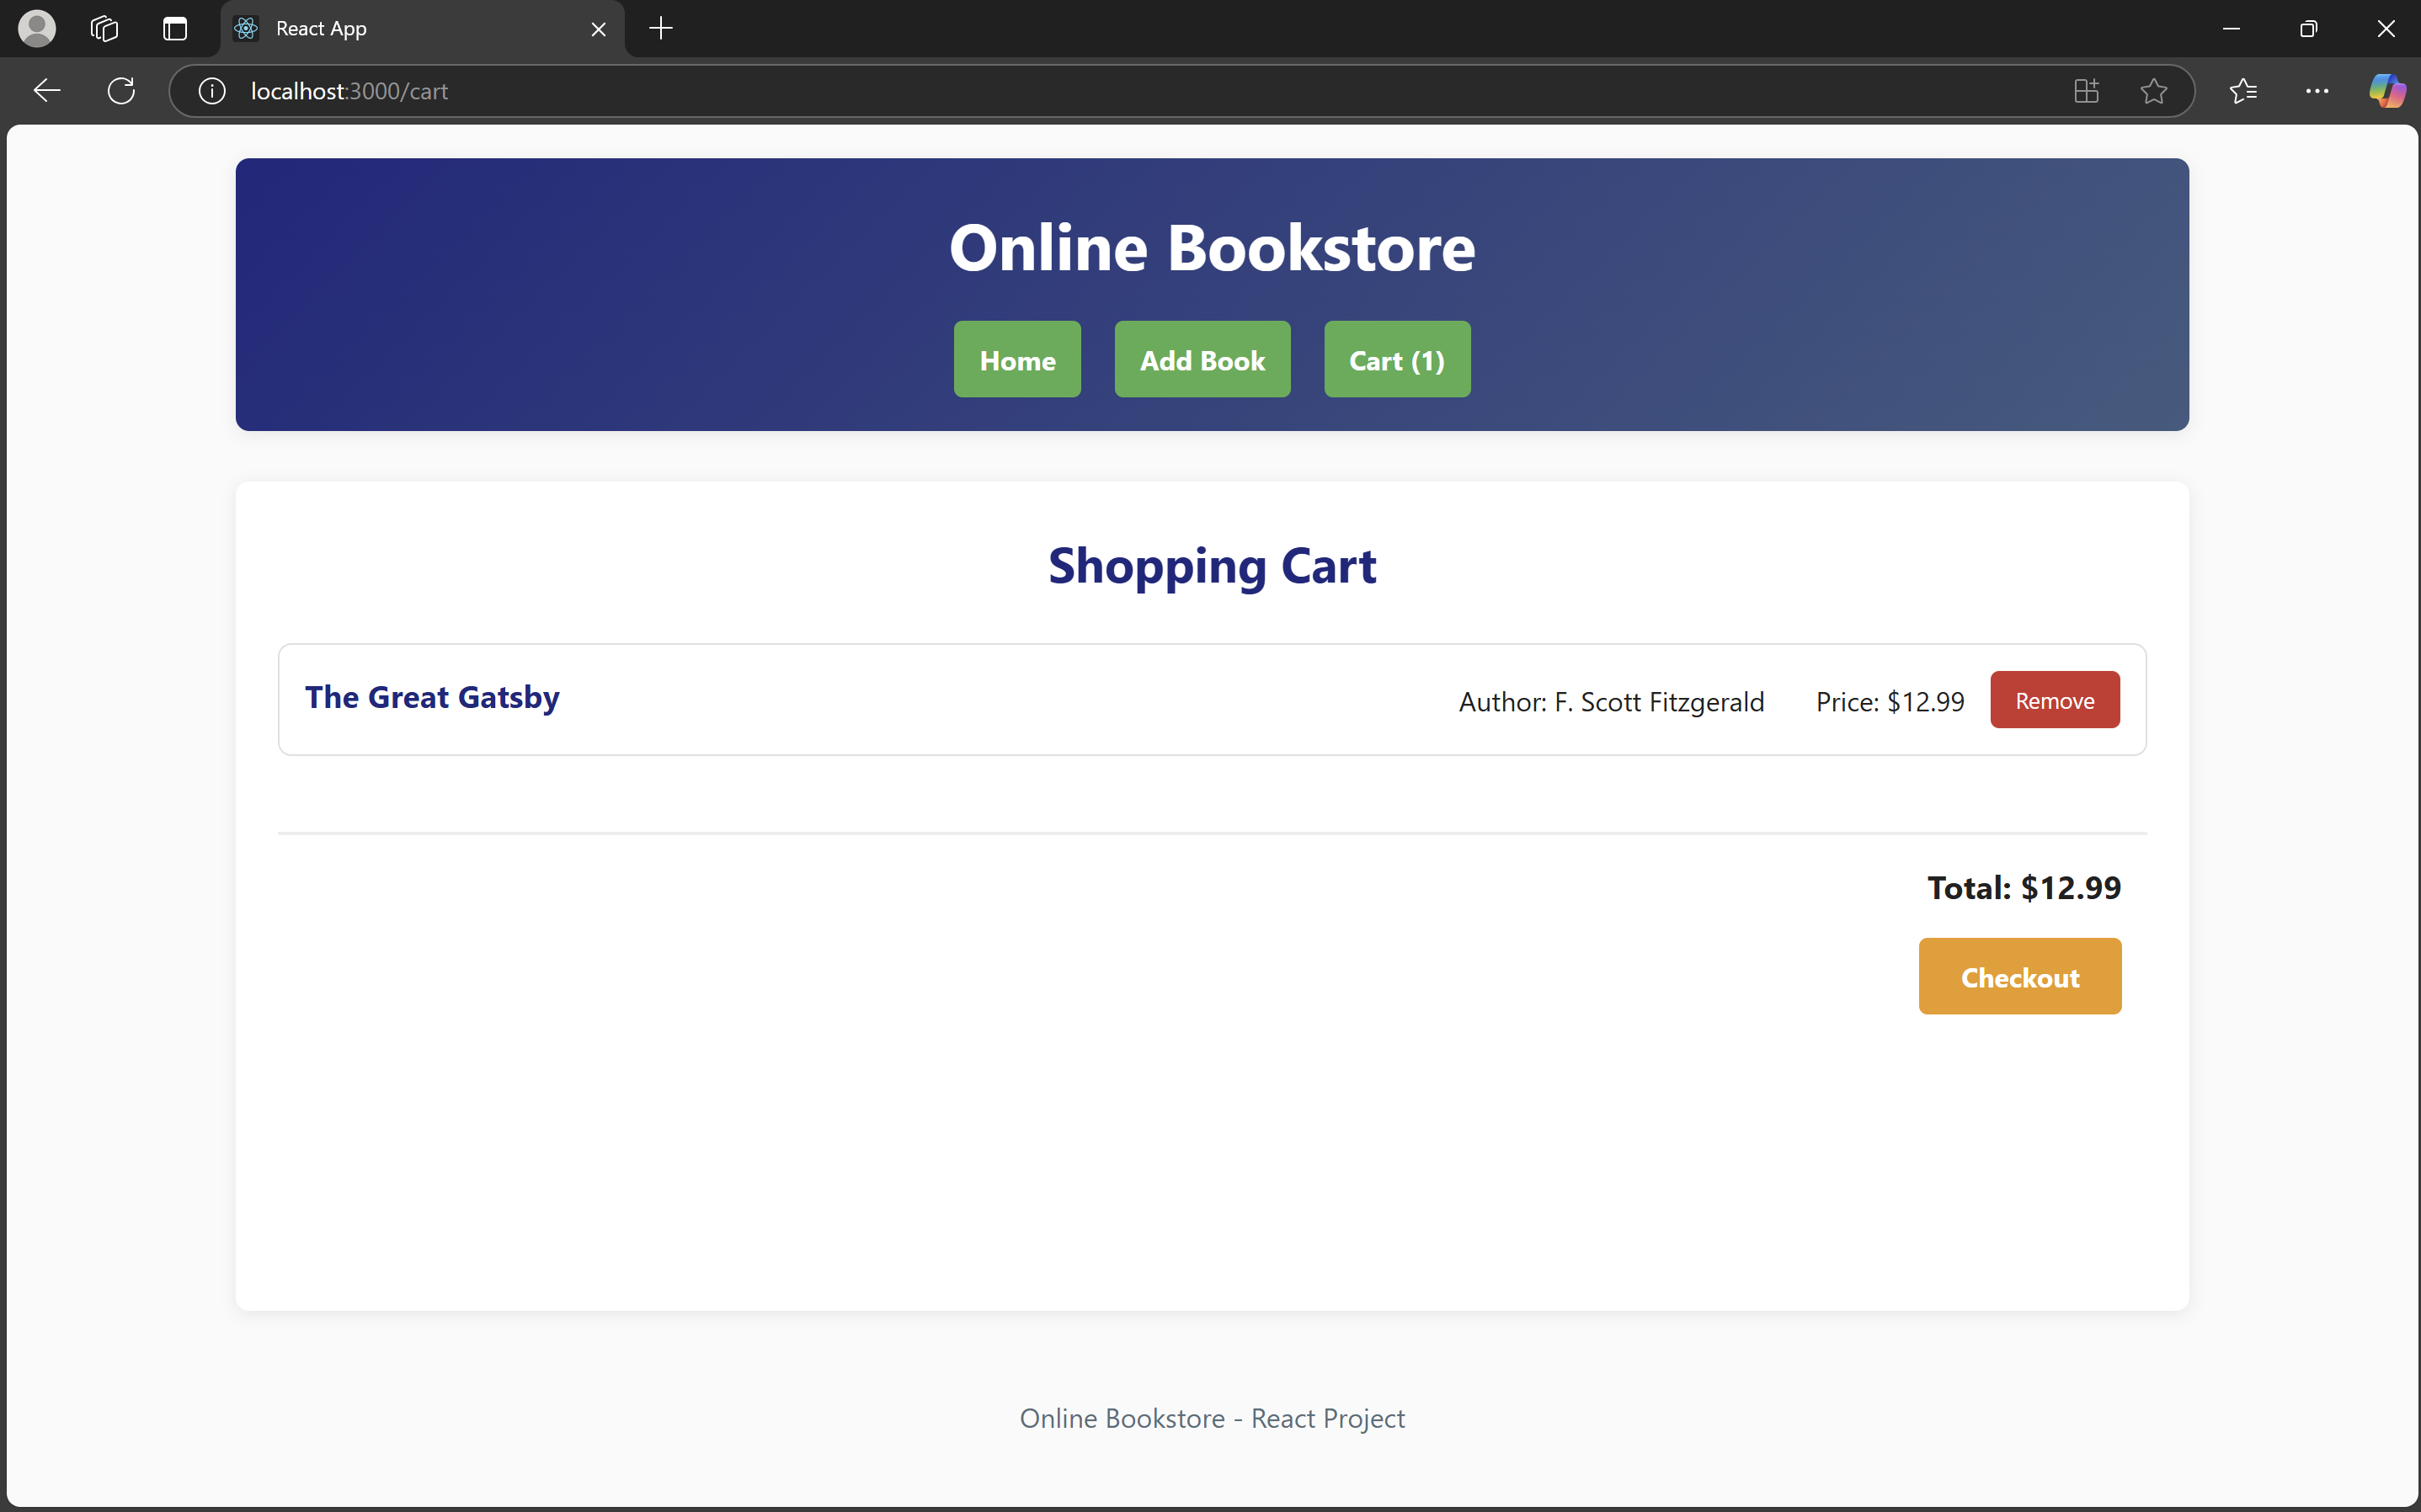 React App
localhost:3000/cart
Online Bookstore
Home Add Book Cart (1)
Shopping Cart
The Great Gatsby Author: F. Scott Fitzgerald Price: $12.99 Remove
Total: $12.99
Checkout
Online Bookstore - React Project